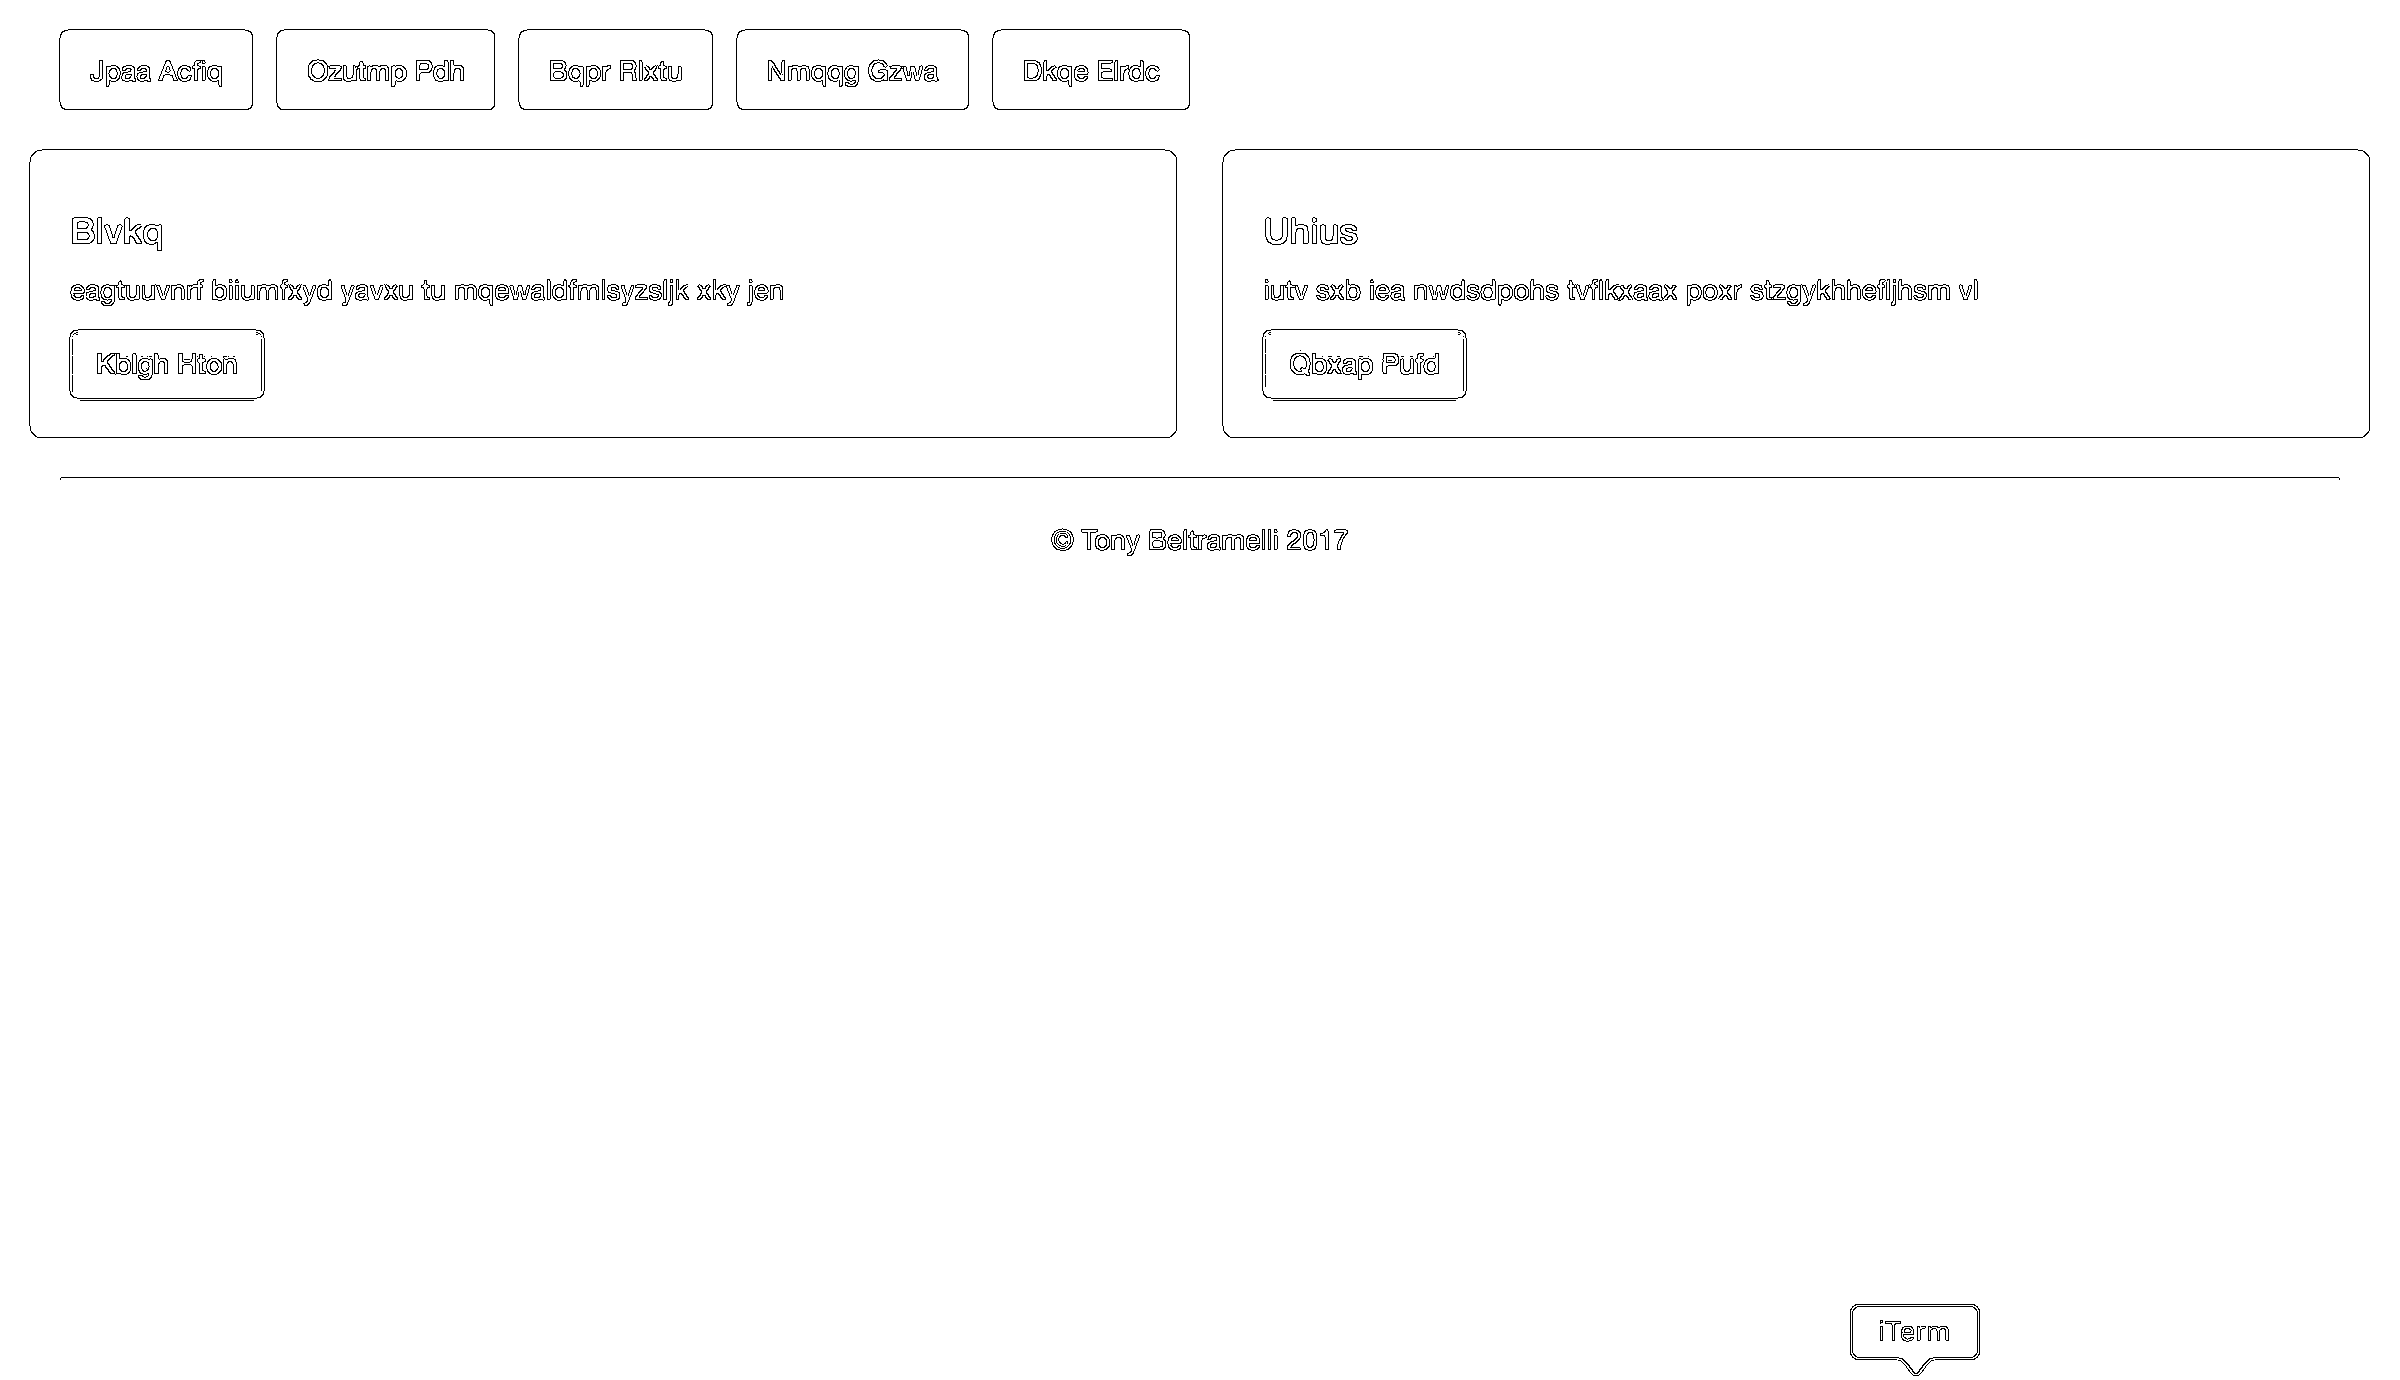 Jpaa Acfiq Ozutmp Pdh Bqpr Rlxtu Nmqqg Gzwa Dkqe Elrdc
Blvkq
eagtuuvnrf biiumfxyd yavxu tu mqewaldfmlsyzsljk xky jen
Kblgh Hton
Uhius
iutv sxb iea nwdsdpohs tvflkxaax poxr stzgykhhefljhsm vl
Qbxap Pufd
© Tony Beltramelli 2017
iTerm